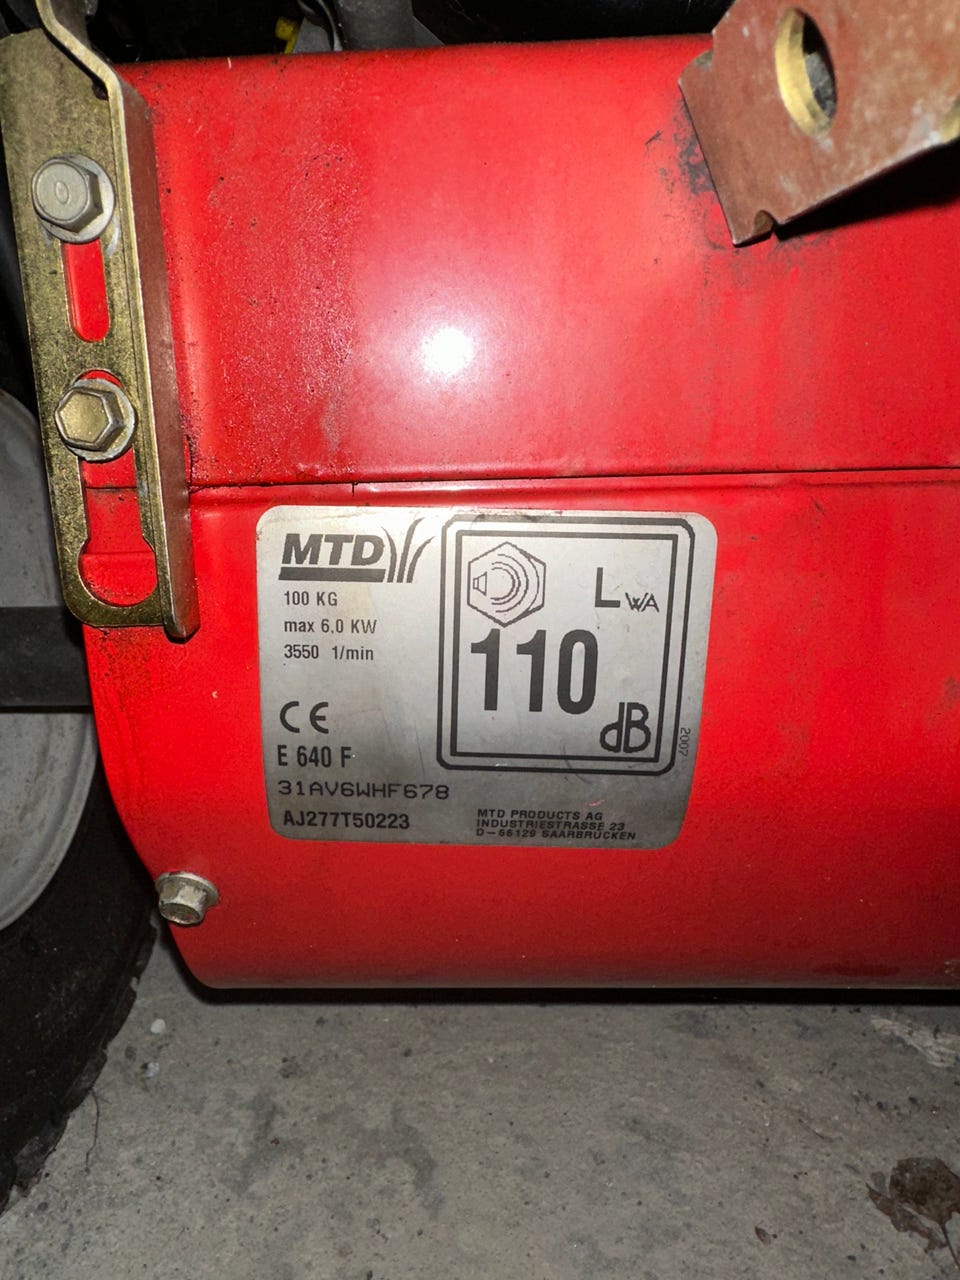 MTD
100 KG
max 6,0 KW
3550 1/min
CE
E 640 F
31AV6WHF678
AJ277T50223
LWA
110
dB
2007
MTD PRODUCTS AG
INDUSTRIESTRASSE 23
D-66129 SAARBRÜCKEN